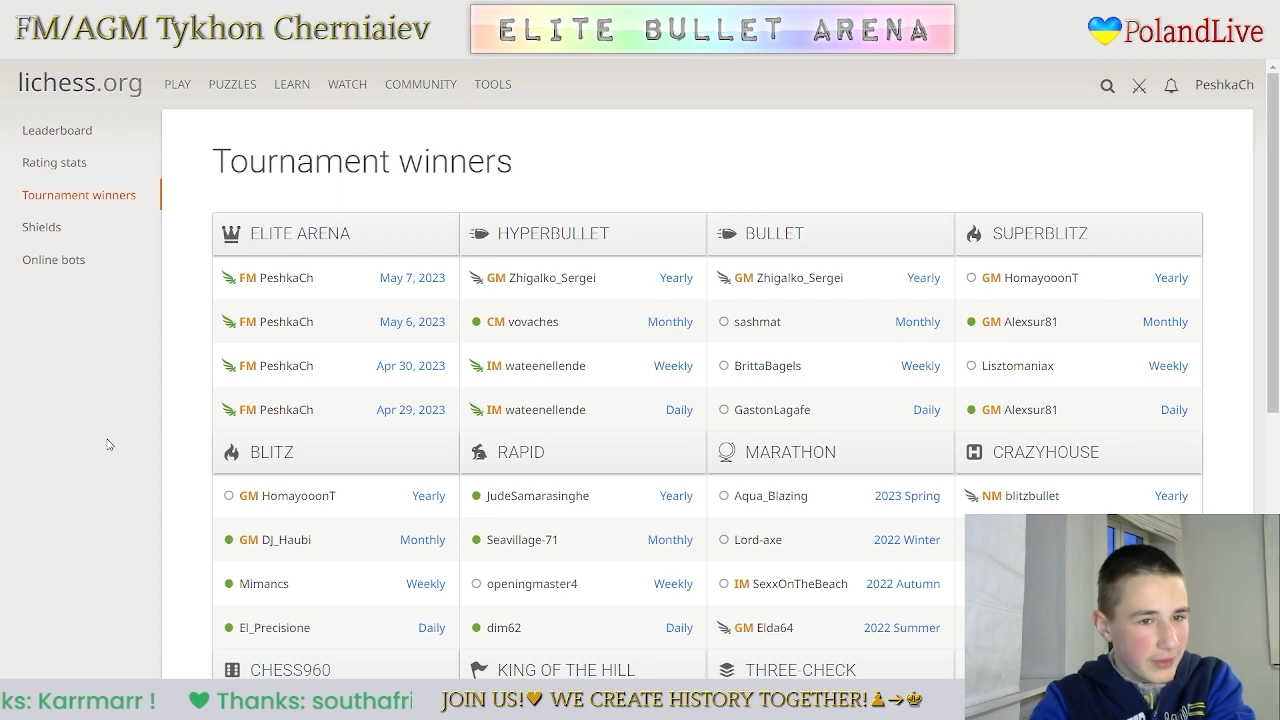 FM/AGM Tykhon Cherniaiev
ELITE BULLET ARENA
PolandLive
lichess.org PLAY PUZZLES LEARN WATCH COMMUNITY TOOLS PeshkaCh
Leaderboard
Rating stats
Tournament winners
Shields
Online bots
Tournament winners
ELITE ARENA HYPERBULLET BULLET SUPERBLITZ
FM PeshkaCh May 7, 2023 GM Zhigalko_Sergei Yearly GM Zhigalko_Sergei Yearly GM HomayooonT Yearly
FM PeshkaCh May 6, 2023 CM vovaches Monthly sashmat Monthly GM Alexsur81 Monthly
FM PeshkaCh Apr 30, 2023 IM wateenellende Weekly BrittaBagels Weekly Lisztomaniax Weekly
FM PeshkaCh Apr 29, 2023 IM wateenellende Daily GastonLagafe Daily GM Alexsur81 Daily
BLITZ RAPID MARATHON CRAZYHOUSE
GM HomayooonT Yearly JudeSamarasinghe Yearly Aqua_Blazing 2023 Spring NM blitzbullet Yearly
GM DJ_Haubi Monthly Seavillage-71 Monthly Lord-axe 2022 Winter
Mimancs Weekly openingmaster4 Weekly IM SexxOnTheBeach 2022 Autumn
El_Precisione Daily dim62 Daily GM Elda64 2022 Summer
CHESS960 KING OF THE HILL THREE-CHECK
ks: Karrmarr ! Thanks: southafri
JOIN US!🧡 WE CREATE HISTORY TOGETHER!♟➔♚